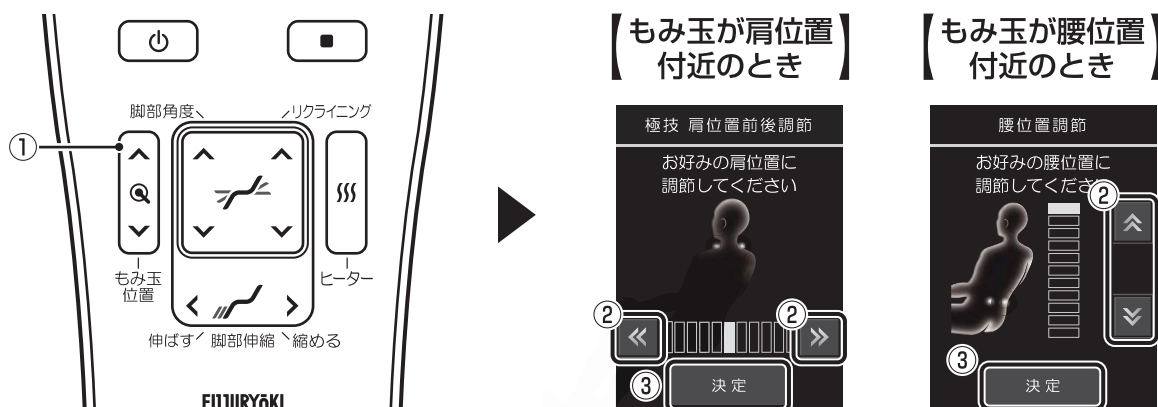 脚部角度
リクライニング
①
もみ玉
位置
ヒーター
伸ばす
脚部伸縮
縮める
FUJIIRYōKI
【もみ玉が肩位置
付近のとき】
極技 肩位置前後調節
お好みの肩位置に
調節してください
②
②
③
決定
【もみ玉が腰位置
付近のとき】
腰位置調節
お好みの腰位置に
調節してください
②
③
決定